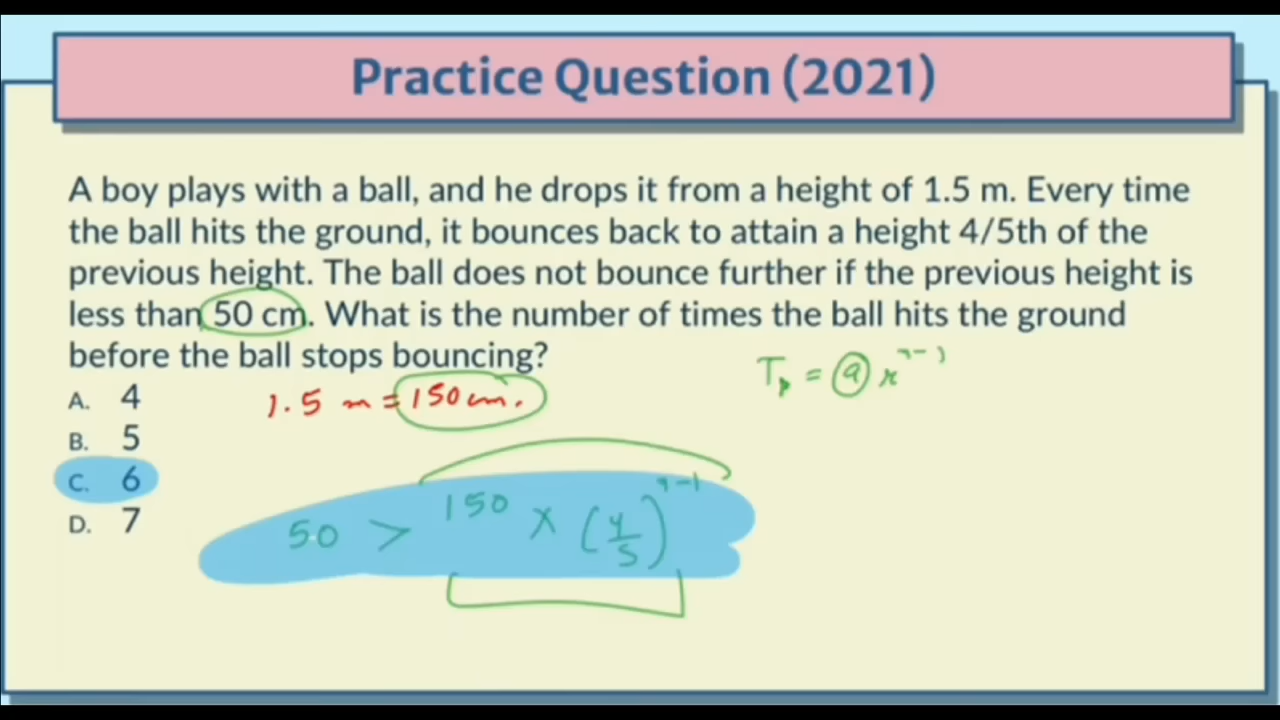 Practice Question (2021)
A boy plays with a ball, and he drops it from a height of 1.5 m. Every time
the ball hits the ground, it bounces back to attain a height 4/5th of the
previous height. The ball does not bounce further if the previous height is
less than 50 cm. What is the number of times the ball hits the ground
before the ball stops bouncing?
A. 4
B. 5
C. 6
D. 7
1.5 m = 150 cm.
Tₙ = a r^(n-1)
50 > 150 × (4/5)^(n-1)